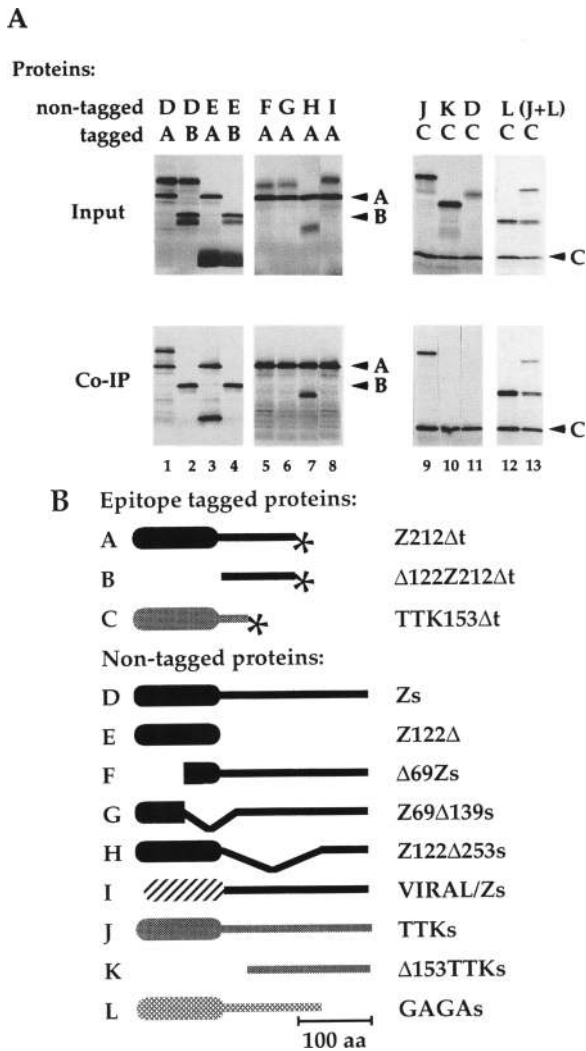 A
Proteins:
non-tagged D D E E F G H I J K D L (J+L)
tagged A B A B A A A A C C C C C
Input
A
B
C
Co-IP
A
B
C
1 2 3 4 5 6 7 8 9 10 11 12 13
B Epitope tagged proteins:
A Z212Δt
B Δ122Z212Δt
C TTK153Δt
Non-tagged proteins:
D Zs
E Z122Δ
F Δ69Zs
G Z69Δ139s
H Z122Δ253s
I VIRAL/Zs
J TTKs
K Δ153TTKs
L GAGAs
100 aa